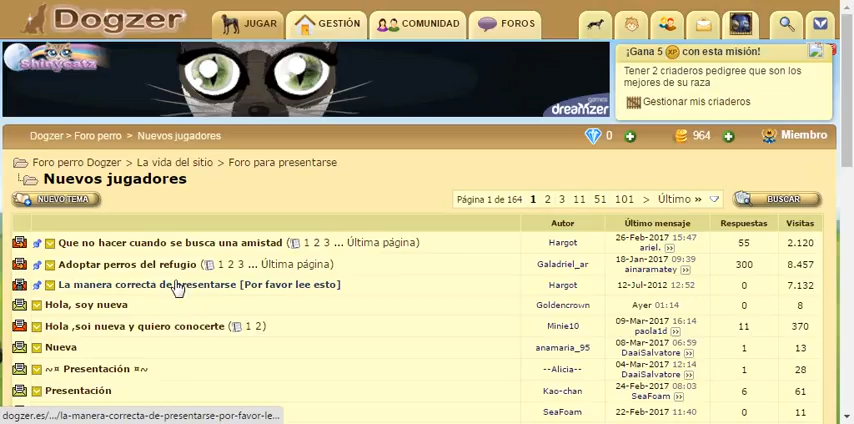 Dogzer JUGAR GESTIÓN COMUNIDAD FOROS
Shinycatz
dreamzer
games
¡Gana 5 XP con esta misión!
Tener 2 criaderos pedigree que son los
mejores de su raza
Gestionar mis criaderos
Dogzer > Foro perro > Nuevos jugadores 0 964 Miembro
Foro perro Dogzer > La vida del sitio > Foro para presentarse
Nuevos jugadores
NUEVO TEMA Página 1 de 164 1 2 3 11 51 101 > Último » BUSCAR
Autor Último mensaje Respuestas Visitas
Que no hacer cuando se busca una amistad ( 1 2 3 ... Última página) Hargot 26-Feb-2017 15:47 ariel. 55 2.120
Adoptar perros del refugio ( 1 2 3 ... Última página) Galadriel_ar 18-Jan-2017 09:39 ainaramatey 300 8.457
La manera correcta de presentarse [Por favor lee esto] Hargot 12-Jul-2012 12:52 0 7.132
Hola, soy nueva Goldencrown Ayer 01:14 0 8
Hola ,soi nueva y quiero conocerte ( 1 2) Minie10 09-Mar-2017 16:14 paola1d 11 370
Nueva anamaria_95 08-Mar-2017 06:59 DaaiSalvatore 1 13
~¤ Presentación ¤~ --Alicia-- 04-Mar-2017 12:14 DaaiSalvatore 1 28
Presentación Kao-chan 24-Feb-2017 08:03 SeaFoam 6 61
SeaFoam 22-Feb-2017 11:40 0 11
dogzer.es/.../la-manera-correcta-de-presentarse-por-favor-le...